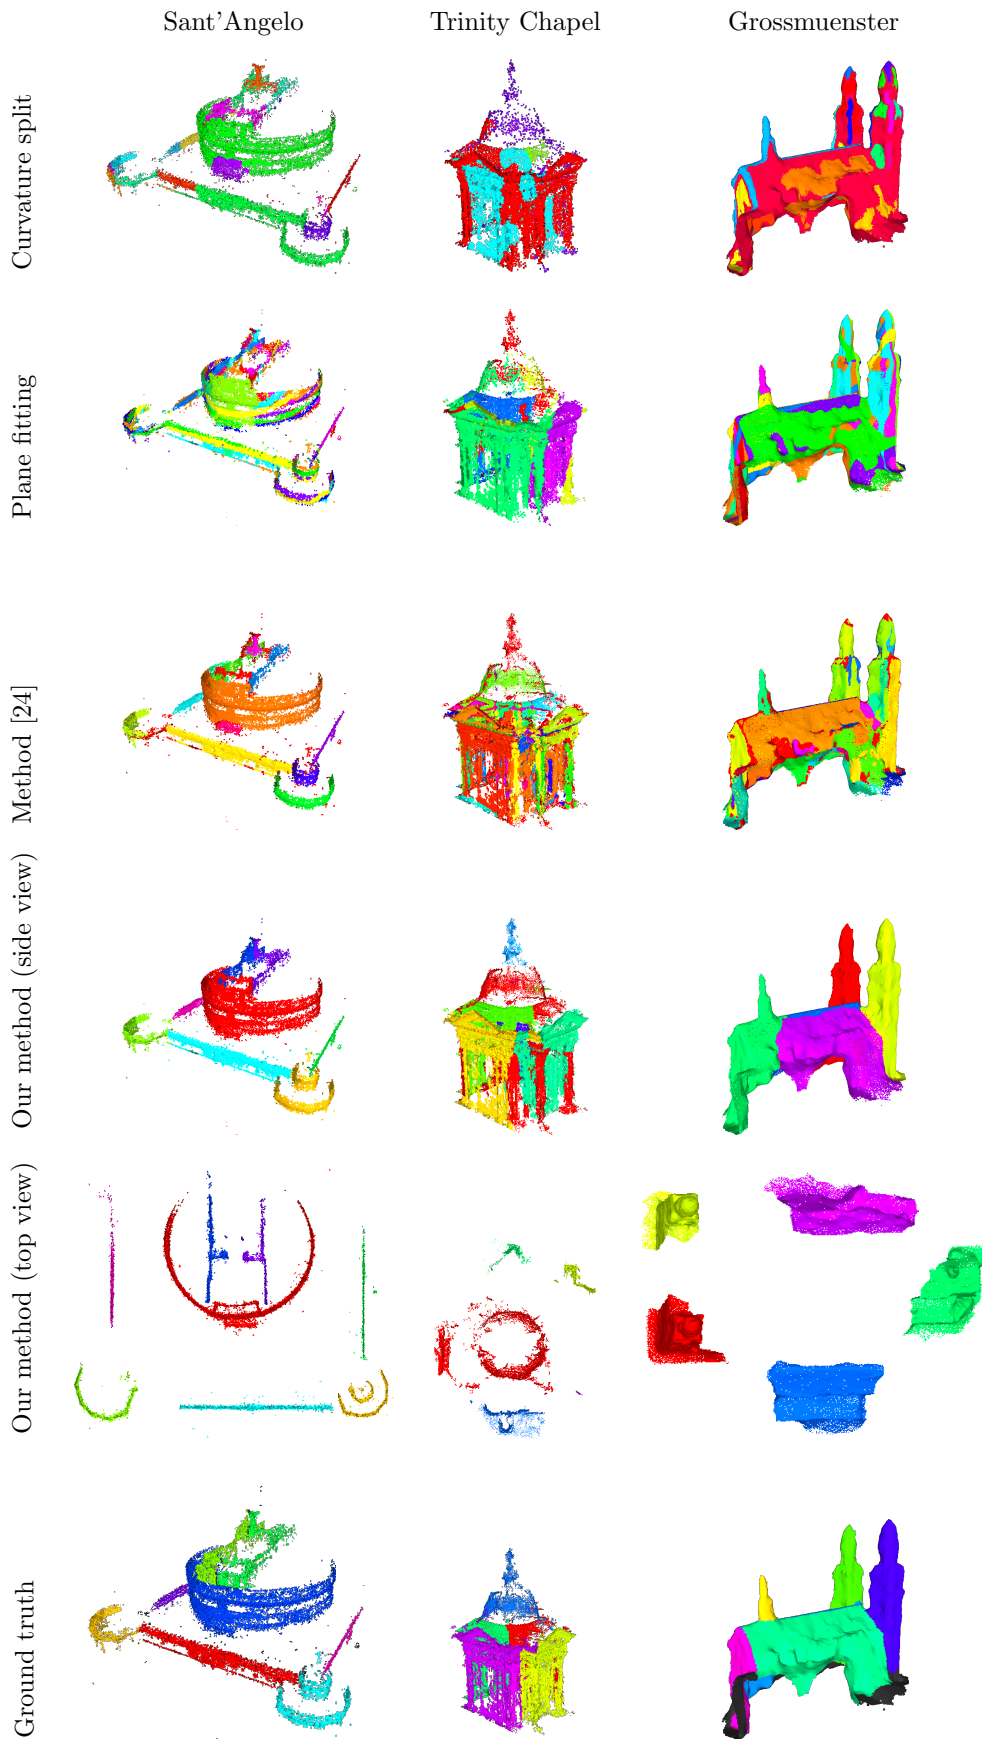 Sant'Angelo
Trinity Chapel
Grossmuenster
Curvature split
Plane fitting
Method [24]
Our method (side view)
Our method (top view)
Ground truth